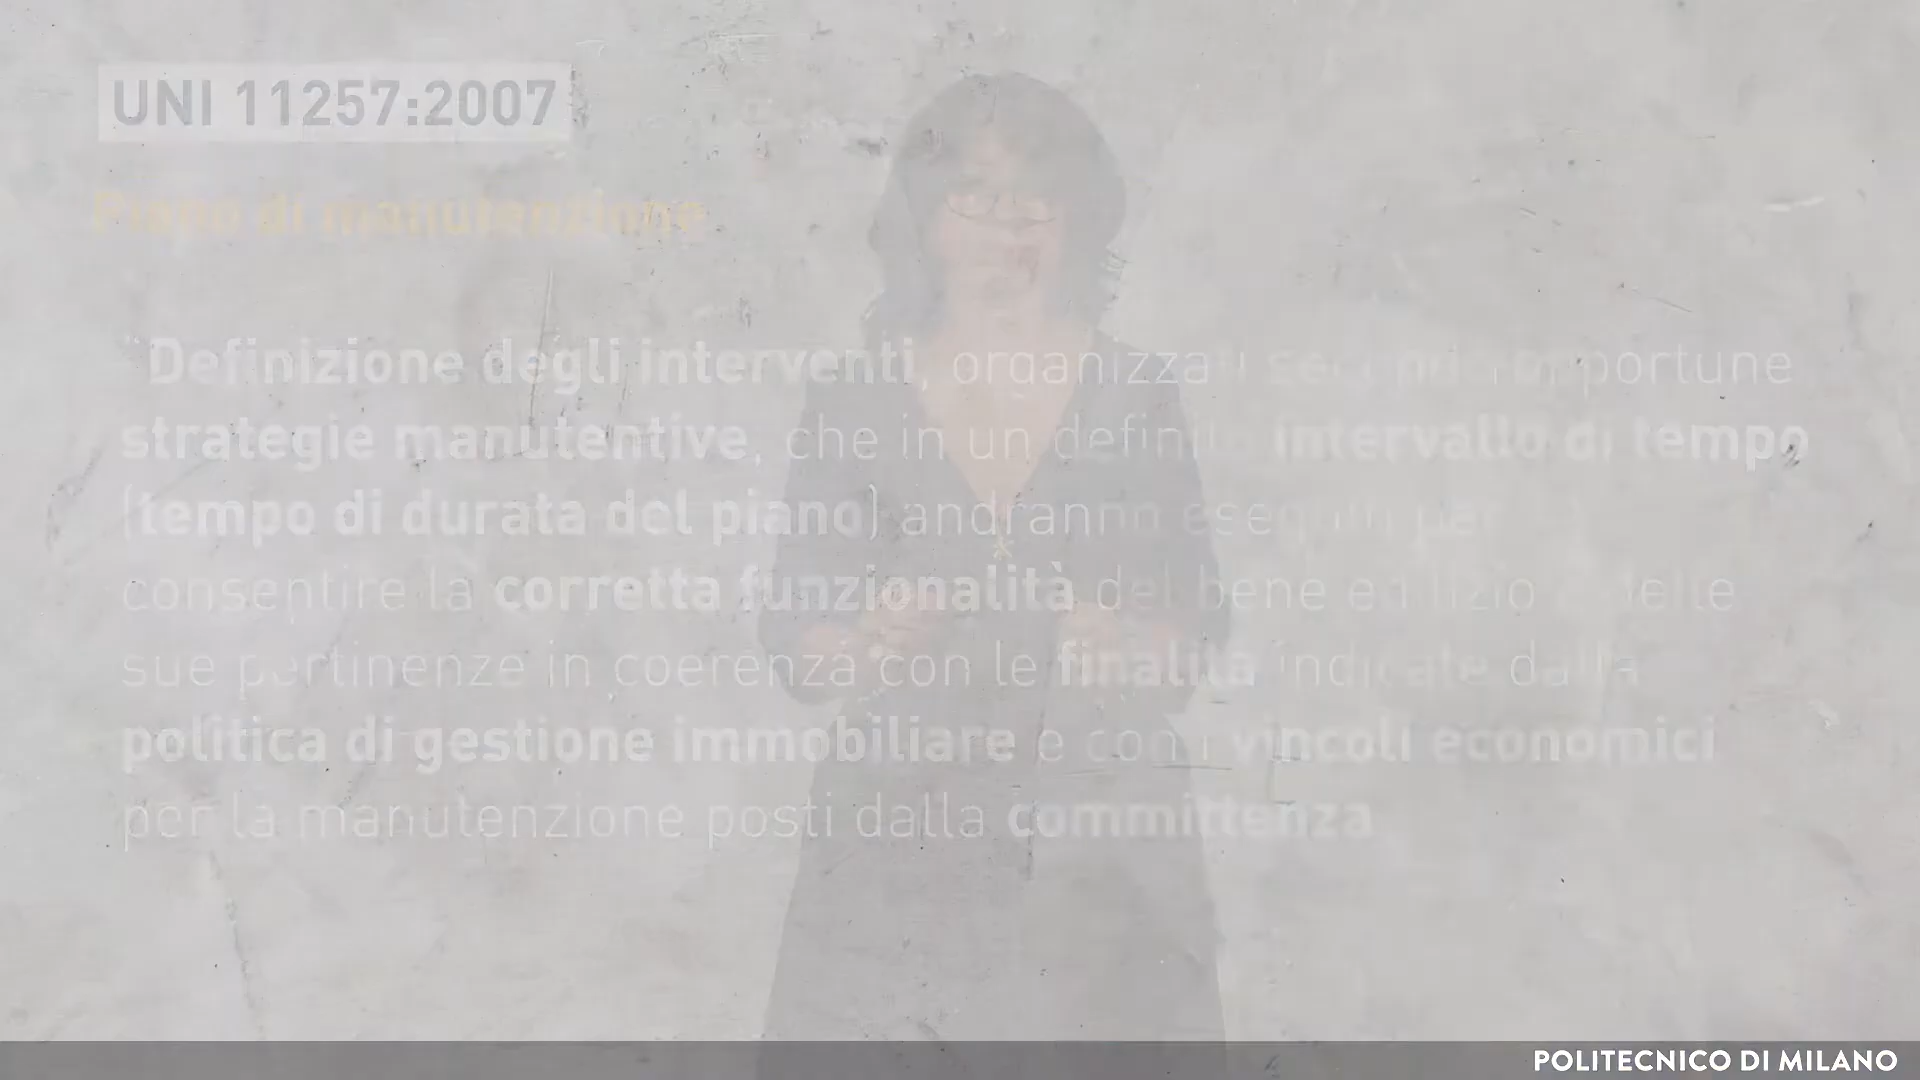 UNI 11257:2007
Piano di manutenzione
"Definizione degli interventi, organizzati secondo opportune
strategie manutentive, che in un definito intervallo di tempo
(tempo di durata del piano) andranno eseguiti per
consentire la corretta funzionalità del bene edilizio e delle
sue pertinenze in coerenza con le finalità indicate dalla
politica di gestione immobiliare e con i vincoli economici
per la manutenzione posti dalla committenza
POLITECNICO DI MILANO